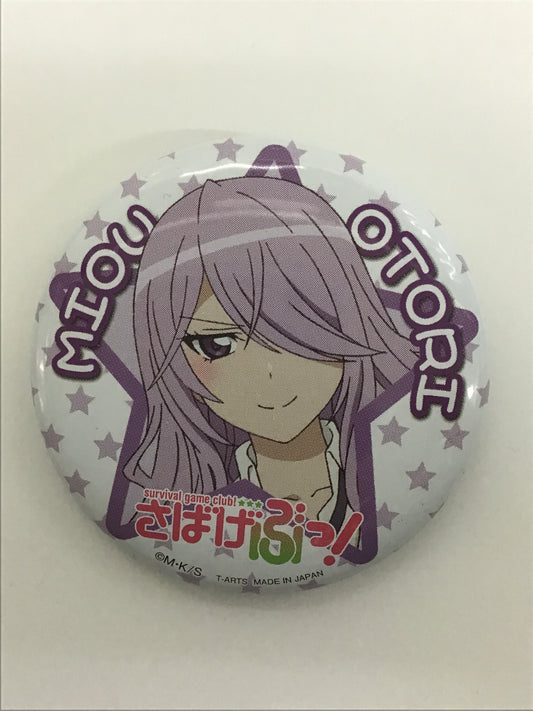 MIOU OTORI
survival game club!
さばげぶっ!
©M・K/S
T-ARTS MADE IN JAPAN